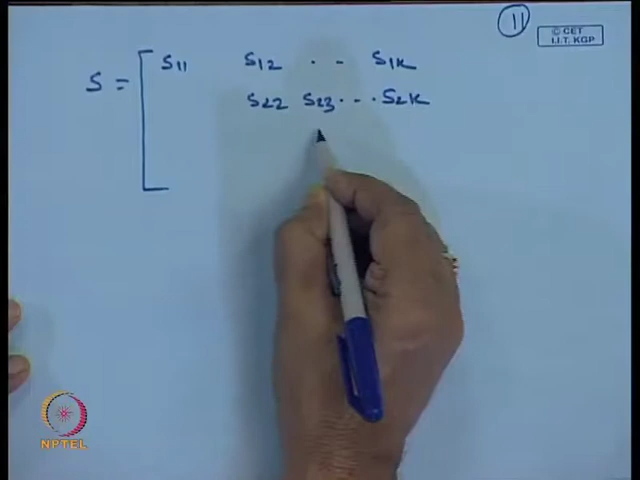 11
© CET
I.I.T. KGP
S = [ S11 S12 . - S1K
S22 S23 . - . S2K
NPTEL